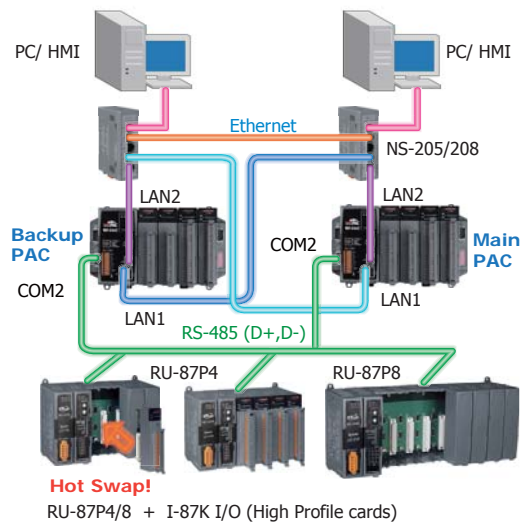 PC/ HMI
PC/ HMI
Ethernet
NS-205/208
LAN2
LAN2
Backup
PAC
COM2
Main
PAC
COM2
LAN1
LAN1
RS-485 (D+,D-)
RU-87P4
RU-87P8
Hot Swap!
RU-87P4/8 + I-87K I/O (High Profile cards)